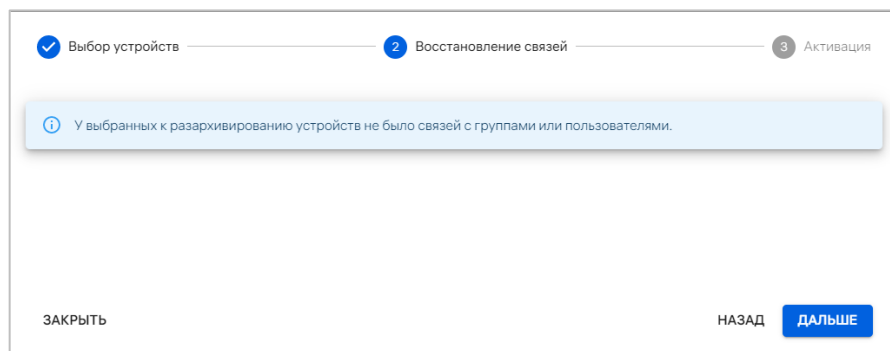 Выбор устройств
2 Восстановление связей
3 Активация
У выбранных к разархивированию устройств не было связей с группами или пользователями.
ЗАКРЫТЬ
НАЗАД
ДАЛЬШЕ